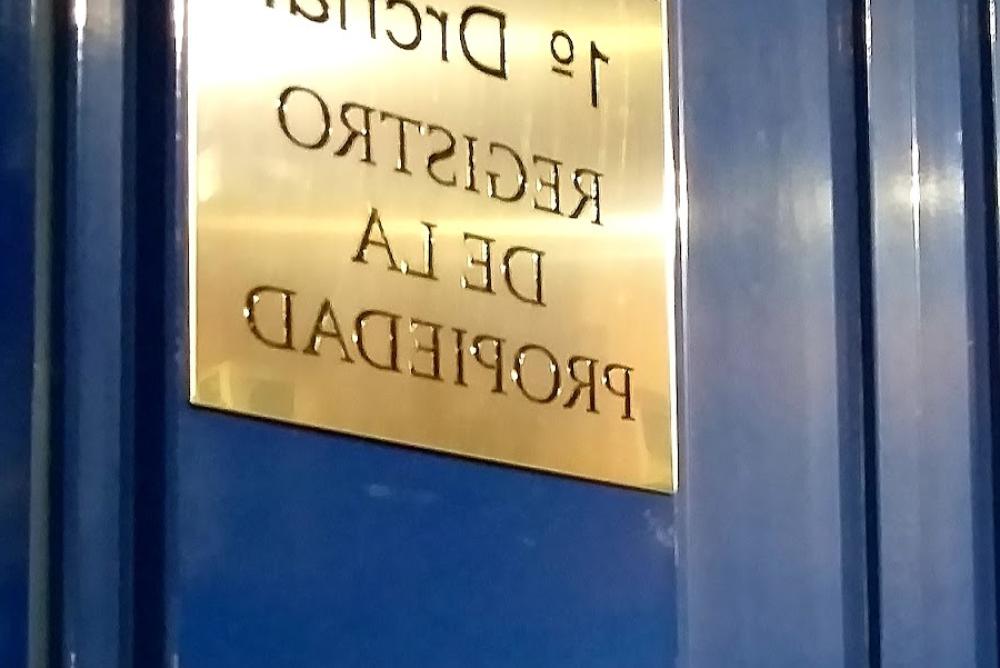 1º Drcha
REGISTRO
DE LA
PROPIEDAD